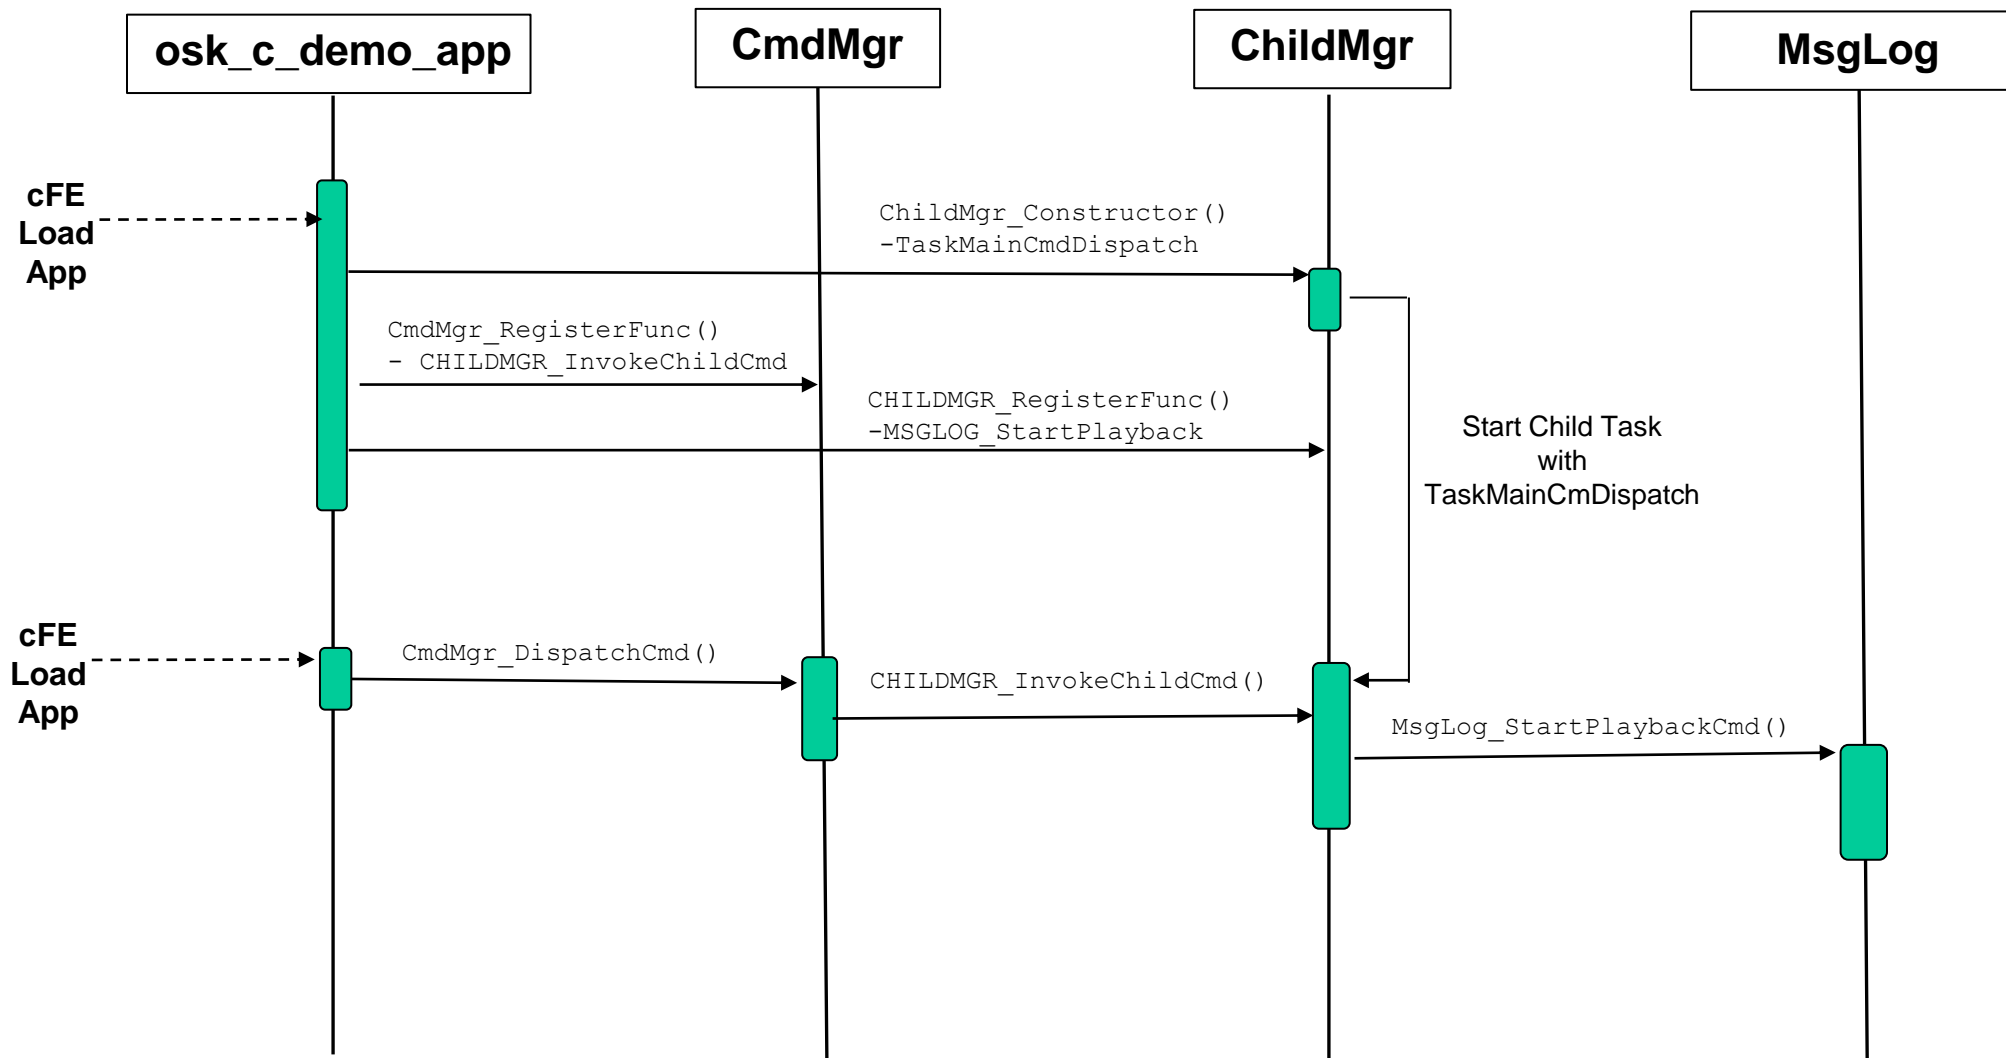 osk_c_demo_app
CmdMgr
ChildMgr
MsgLog
cFE
Load
App
ChildMgr_Constructor()
-TaskMainCmdDispatch
CmdMgr_RegisterFunc()
- CHILDMGR_InvokeChildCmd
CHILDMGR_RegisterFunc()
-MSGLOG_StartPlayback
Start Child Task
with
TaskMainCmDispatch
cFE
Load
App
CmdMgr_DispatchCmd()
CHILDMGR_InvokeChildCmd()
MsgLog_StartPlaybackCmd()